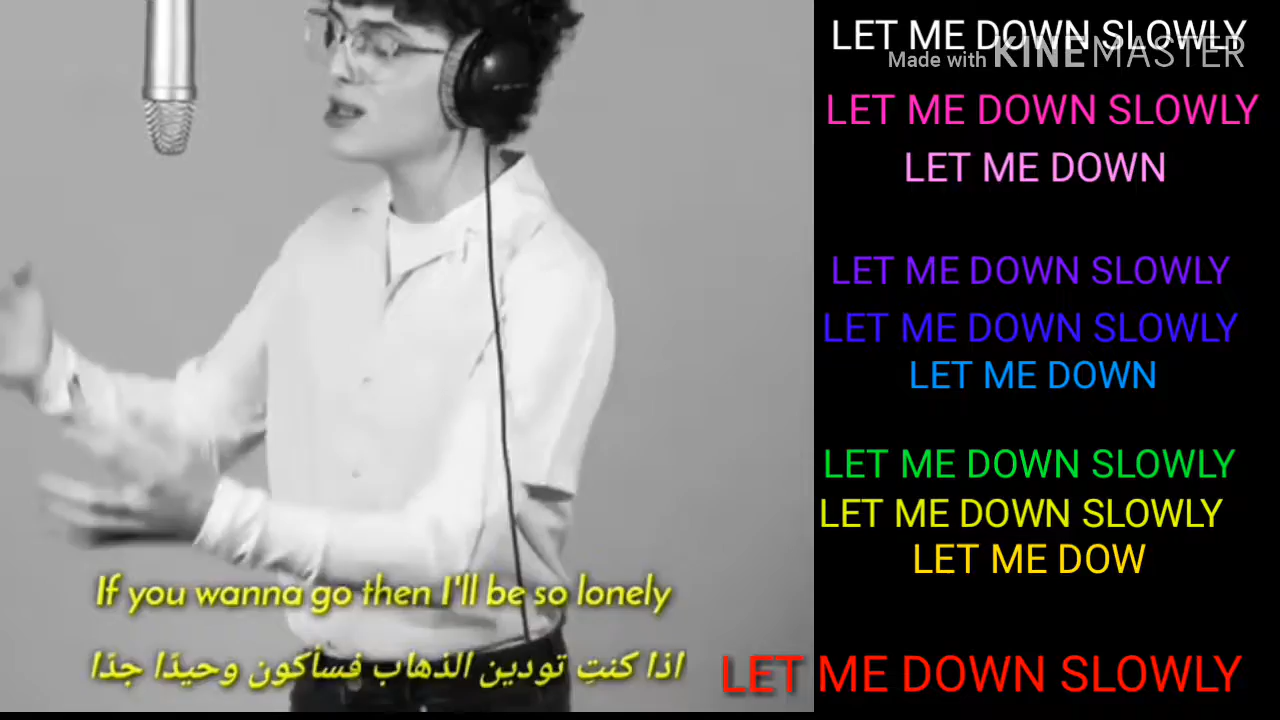 LET ME DOWN SLOWLY
Made with KINEMASTER
LET ME DOWN SLOWLY
LET ME DOWN
LET ME DOWN SLOWLY
LET ME DOWN SLOWLY
LET ME DOWN
LET ME DOWN SLOWLY
LET ME DOWN SLOWLY
LET ME DOW
If you wanna go then I'll be so lonely
اذا كنتِ تودين الذهاب فسأكون وحيدًا جدًا
LET ME DOWN SLOWLY